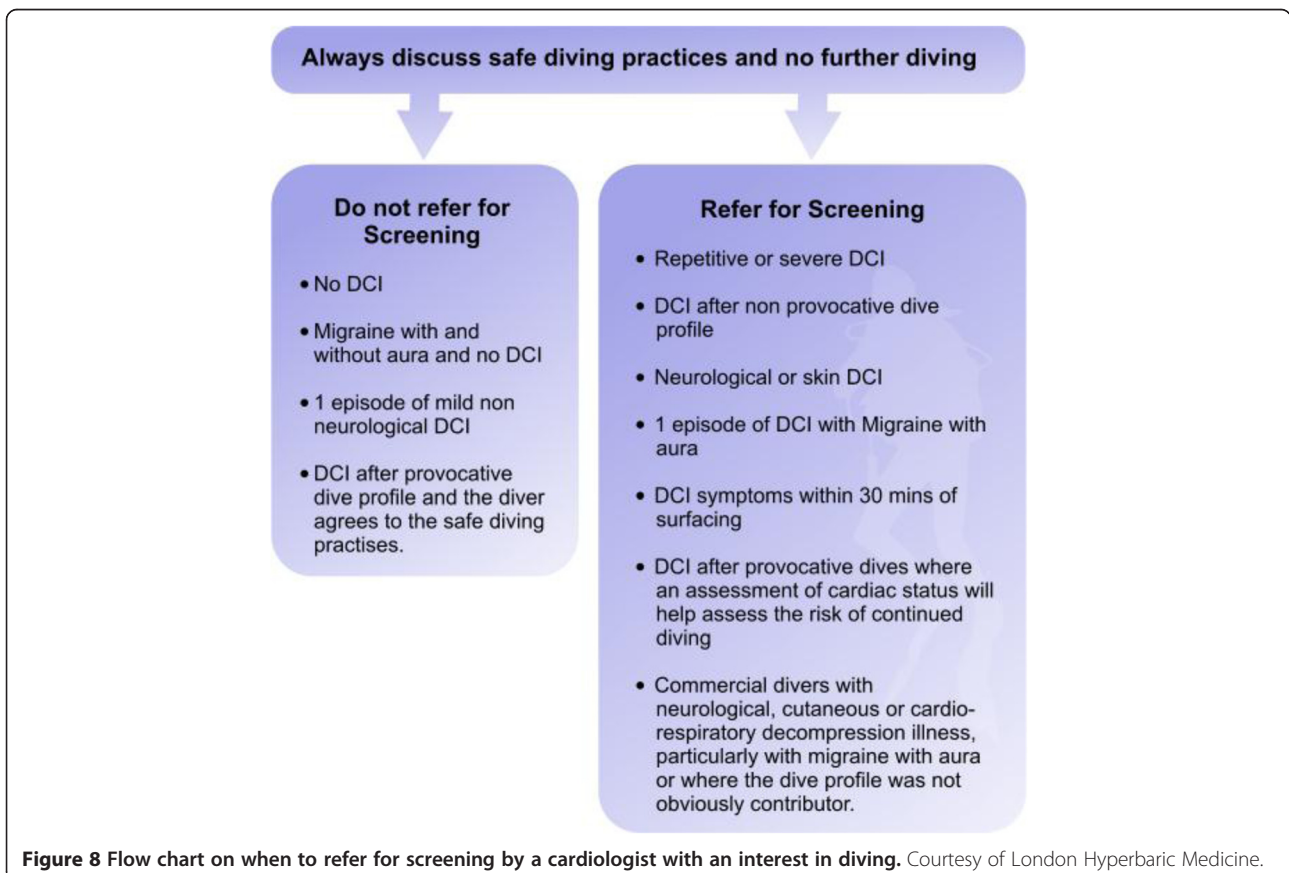 Always discuss safe diving practices and no further diving
Do not refer for
Screening
• No DCI
• Migraine with and
without aura and no DCI
• 1 episode of mild non
neurological DCI
• DCI after provocative
dive profile and the diver
agrees to the safe diving
practises.
Refer for Screening
• Repetitive or severe DCI
• DCI after non provocative dive
profile
• Neurological or skin DCI
• 1 episode of DCI with Migraine with
aura
• DCI symptoms within 30 mins of
surfacing
• DCI after provocative dives where
an assessment of cardiac status will
help assess the risk of continued
diving
• Commercial divers with
neurological, cutaneous or cardio-
respiratory decompression illness,
particularly with migraine with aura
or where the dive profile was not
obviously contributor.
Figure 8 Flow chart on when to refer for screening by a cardiologist with an interest in diving. Courtesy of London Hyperbaric Medicine.